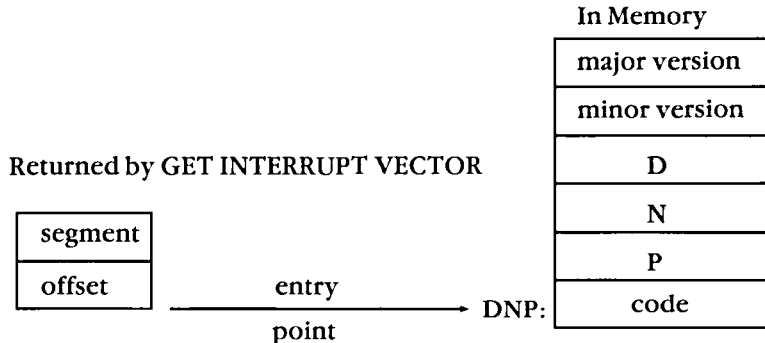 In Memory
major version
minor version
Returned by GET INTERRUPT VECTOR
D
N
segment
P
offset
entry
DNP:
code
point